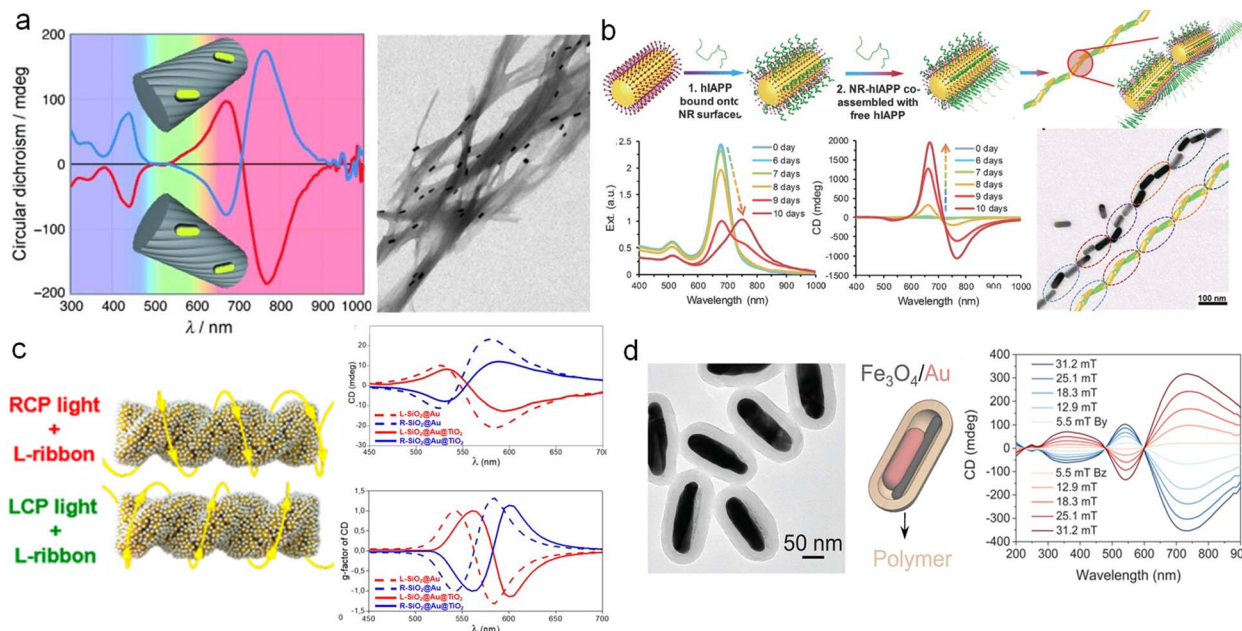 a
Circular dichroism / mdeg
200
100
0
−100
−200
300 400 500 600 700 800 900 1000
λ / nm
b
1. hIAPP
bound onto
NR surfaces
2. NR-hIAPP co-
assembled with
free hIAPP
Ext. (a.u.)
2.5
2
1.5
1
0.5
0
0 day
6 days
7 days
8 days
9 days
10 days
400 500 600 700 800 900 1000
Wavelength (nm)
CD (mdeg)
2000
1500
1000
500
0
-500
-1000
-1500
0 day
6 days
7 days
8 days
9 days
10 days
400 500 600 700 800 900 1000
Wavelength (nm)
100 nm
c
RCP light
+
L-ribbon
LCP light
+
L-ribbon
CD (mdeg)
20
10
0
-10
-20
-30
L-SiO₂@Au
R-SiO₂@Au
L-SiO₂@Au@TiO₂
R-SiO₂@Au@TiO₂
450 500 550 600 650 700
λ (nm)
g-factor of CD
1,5
1,0
0,5
0,0
-0,5
-1,0
-1,5
L-SiO₂@Au
R-SiO₂@Au
L-SiO₂@Au@TiO₂
R-SiO₂@Au@TiO₂
0 450 500 550 600 650 700
λ (nm)
d
50 nm
Fe₃O₄/Au
Polymer
CD (mdeg)
400
300
200
100
0
-100
-200
-300
-400
31.2 mT
25.1 mT
18.3 mT
12.9 mT
5.5 mT By
5.5 mT Bz
12.9 mT
18.3 mT
25.1 mT
31.2 mT
200 300 400 500 600 700 800 900
Wavelength (nm)